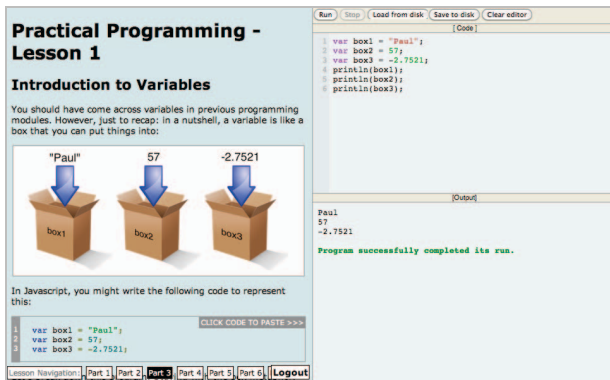 Practical Programming -
Lesson 1
Introduction to Variables
You should have come across variables in previous programming
modules. However, just to recap: in a nutshell, a variable is like a
box that you can put things into:
"Paul" 57 -2.7521
box1 box2 box3
In Javascript, you might write the following code to represent
this:
CLICK CODE TO PASTE >>>
1 var box1 = "Paul";
2 var box2 = 57;
3 var box3 = -2.7521;
Lesson Navigation: Part 1 Part 2 Part 3 Part 4 Part 5 Part 6 Logout
Run Stop Load from disk Save to disk Clear editor
[ Code ]
1 var box1 = "Paul";
2 var box2 = 57;
3 var box3 = -2.7521;
4 println(box1);
5 println(box2);
6 println(box3);
[Output]
Paul
57
-2.7521
Program successfully completed its run.